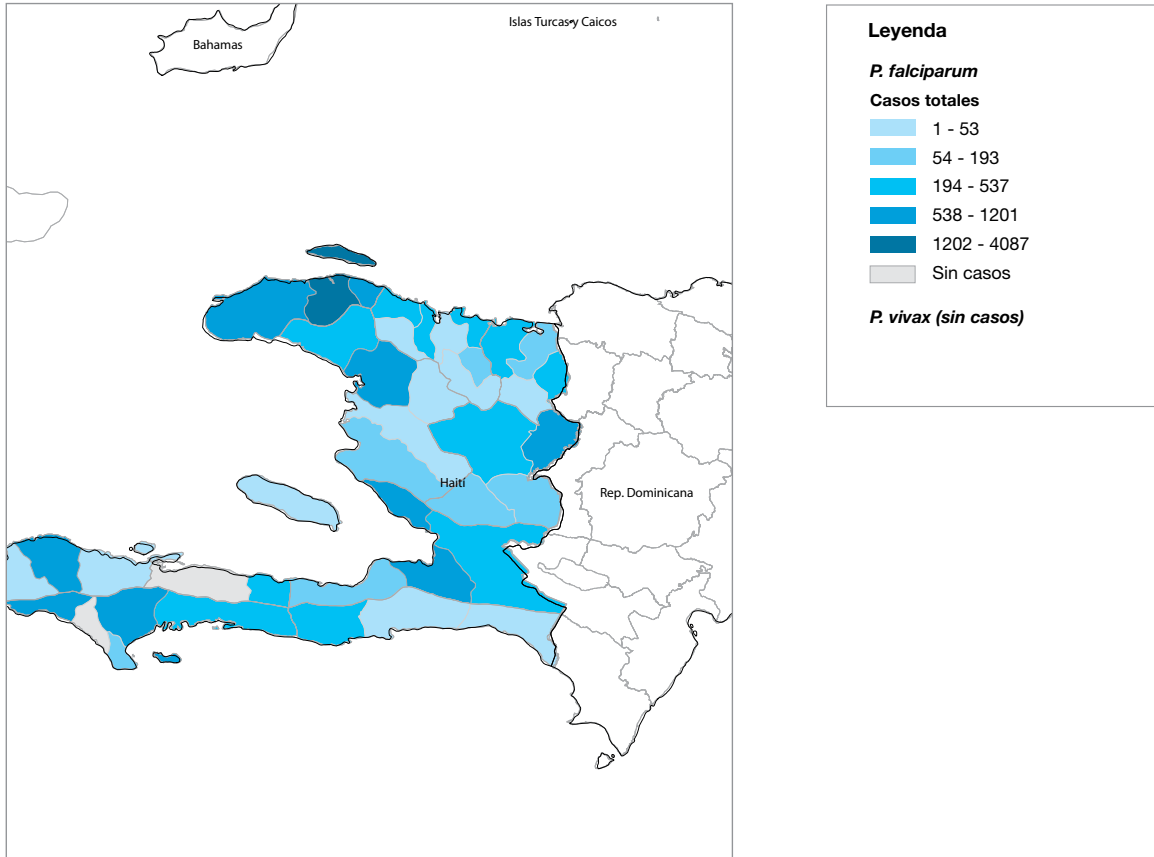 Islas Turcas y Caicos
Bahamas
Haití
Rep. Dominicana
Leyenda
P. falciparum
Casos totales
1 - 53
54 - 193
194 - 537
538 - 1201
1202 - 4087
Sin casos
P. vivax (sin casos)